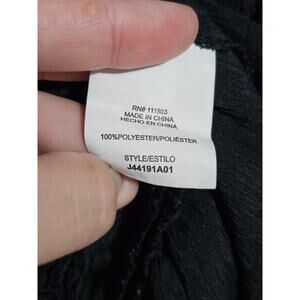 RN# 111503
MADE IN CHINA
HECHO EN CHINA
100%POLYESTER/POLIÉSTER
STYLE/ESTILO
J44191A01